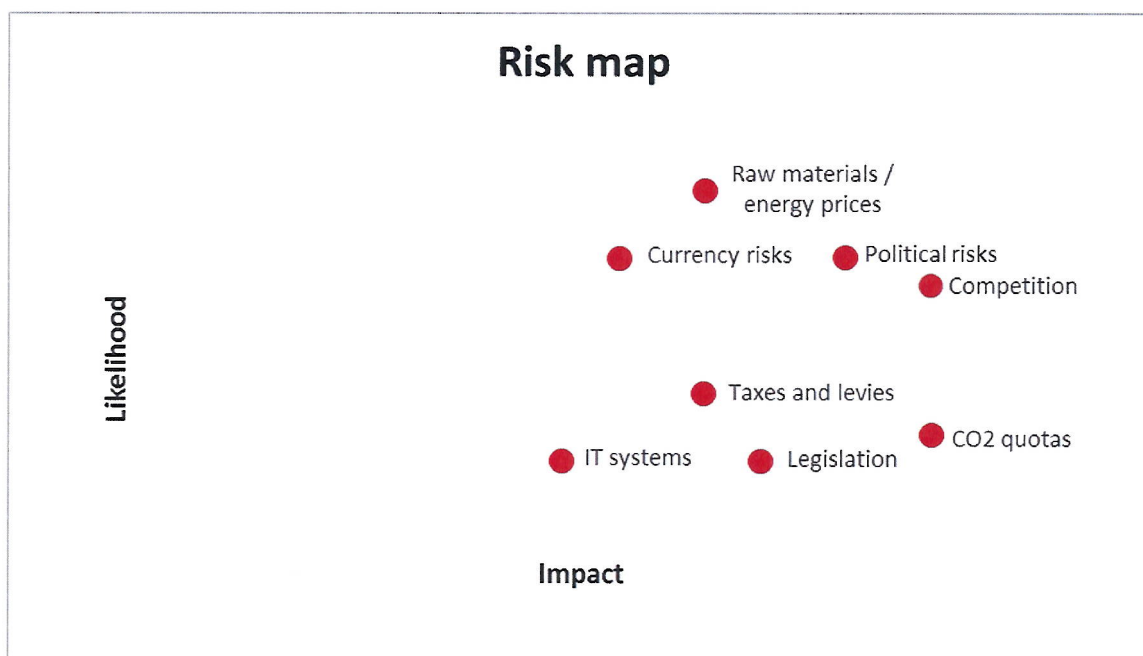 Risk map
Raw materials /
energy prices
Currency risks
Political risks
Competition
Likelihood
Taxes and levies
CO2 quotas
IT systems
Legislation
Impact